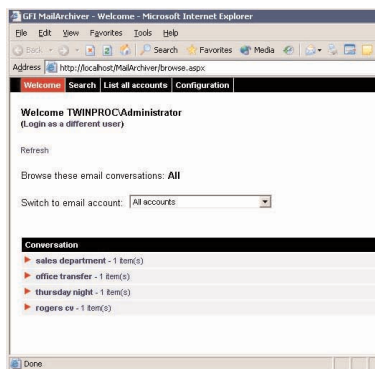 GFI MailArchiver - Welcome - Microsoft Internet Explorer
File Edit View Favorites Tools Help
Back Search Favorites Media
Address http://localhost/MailArchiver/browse.aspx
Welcome Search List all accounts Configuration
Welcome TWINPROC\Administrator
(Login as a different user)
Refresh
Browse these email conversations: All
Switch to email account: All accounts
Conversation
sales department - 1 item(s)
office transfer - 1 item(s)
thursday night - 1 item(s)
rogers cv - 1 item(s)
Done